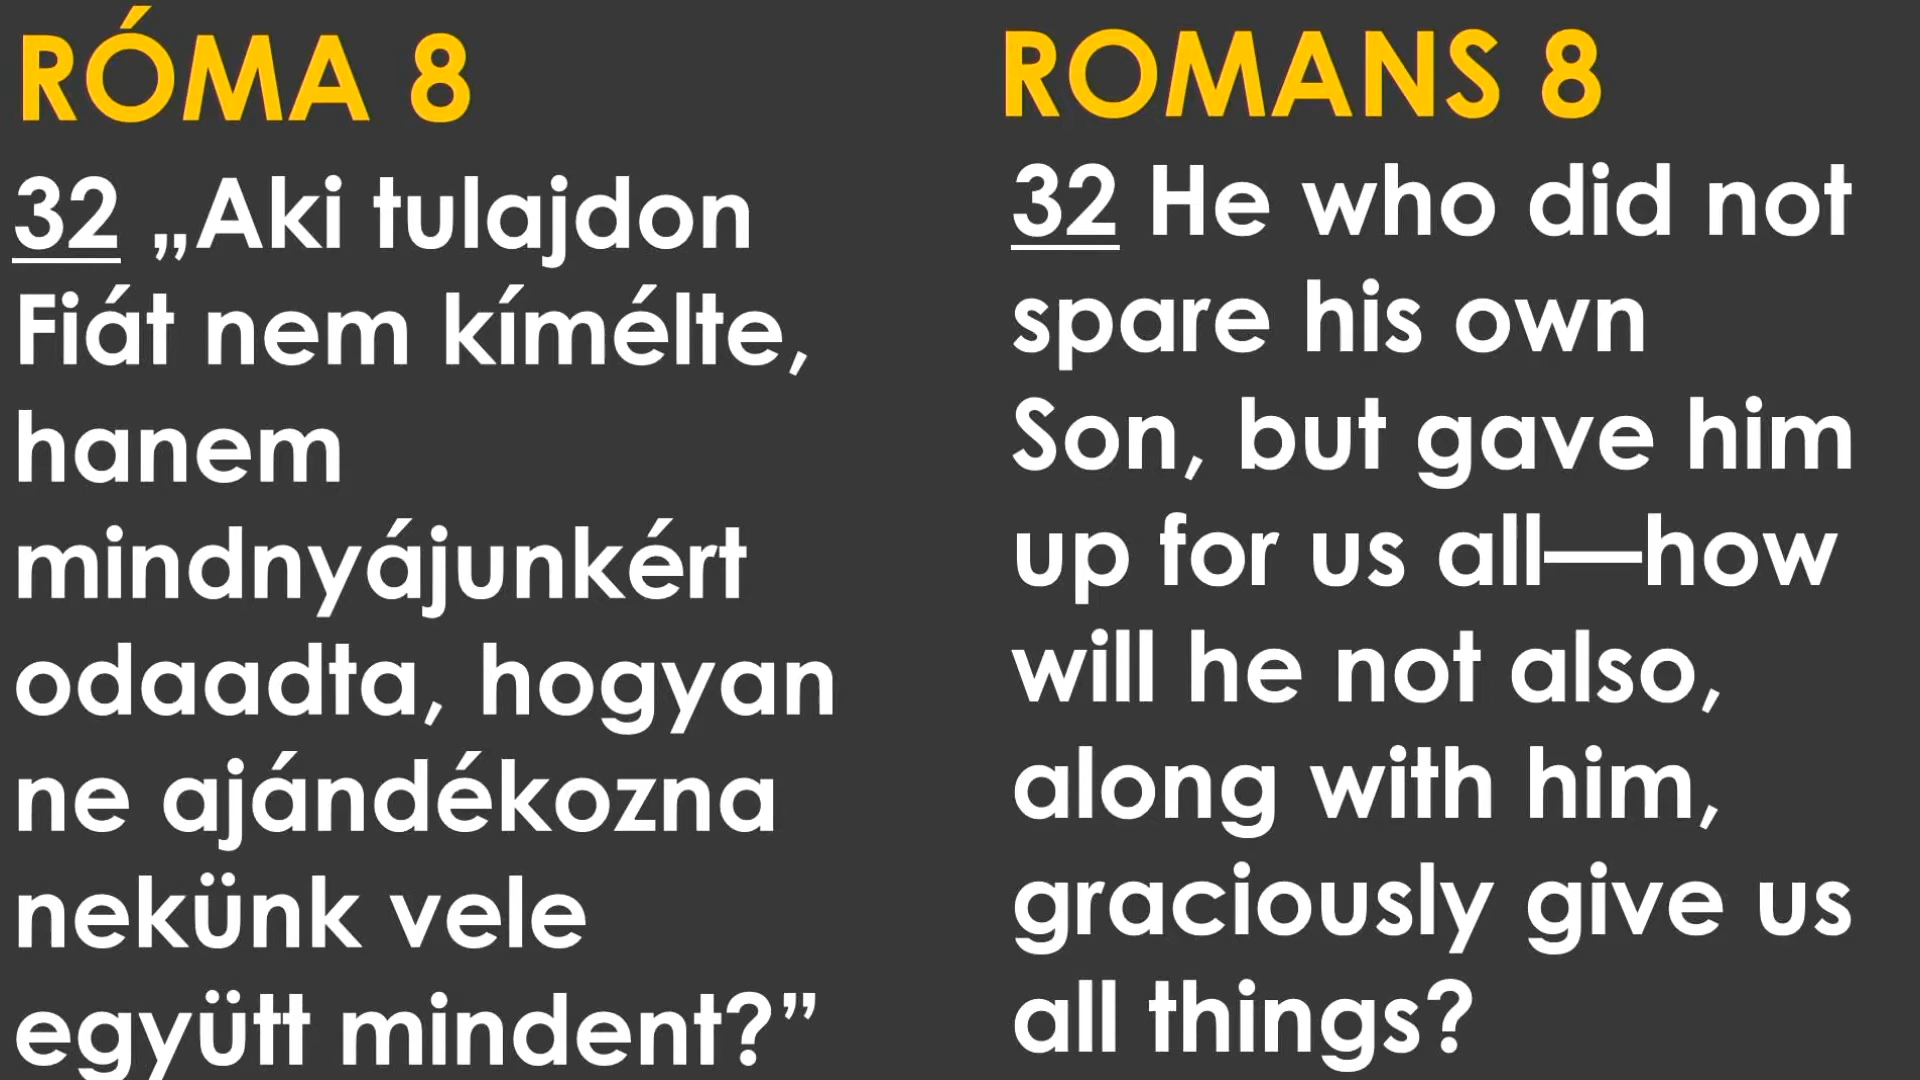 RÓMA 8
32 „Aki tulajdon
Fiát nem kímélte,
hanem
mindnyájunkért
odaadta, hogyan
ne ajándékozna
nekünk vele
együtt mindent?”
ROMANS 8
32 He who did not
spare his own
Son, but gave him
up for us all—how
will he not also,
along with him,
graciously give us
all things?